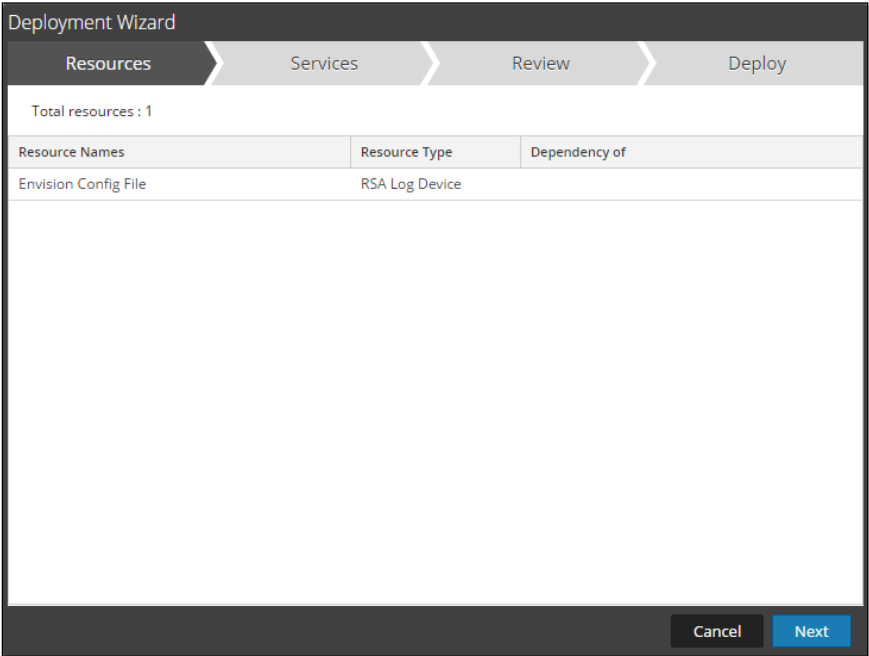 Deployment Wizard
Resources Services Review Deploy
Total resources : 1
Resource Names Resource Type Dependency of
Envision Config File RSA Log Device
Cancel Next